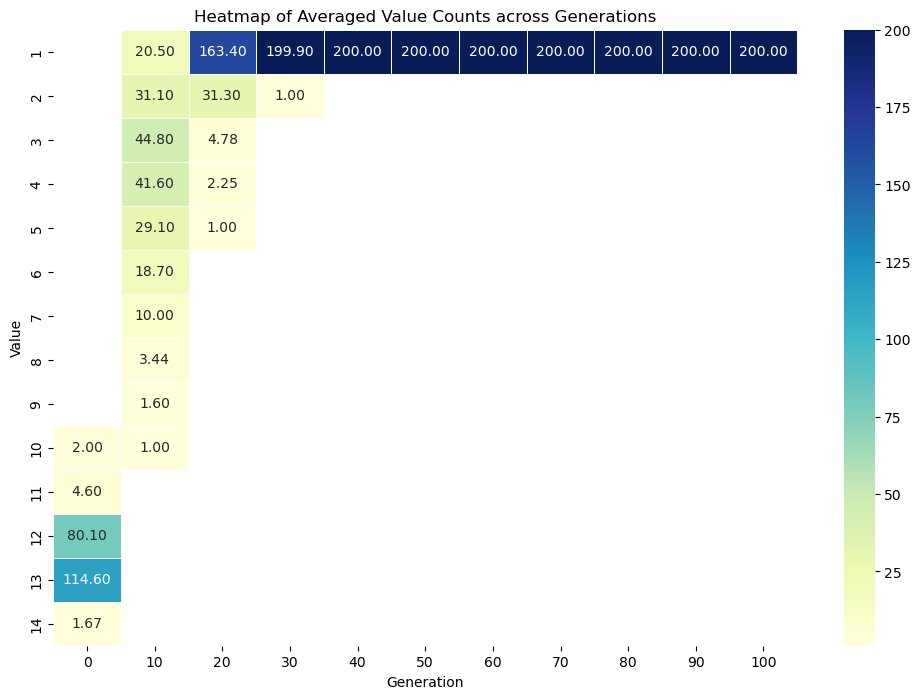 Heatmap of Averaged Value Counts across Generations
1 20.50 163.40 199.90 200.00 200.00 200.00 200.00 200.00 200.00 200.00
2 31.10 31.30 1.00
3 44.80 4.78
4 41.60 2.25
5 29.10 1.00
6 18.70
7 10.00
8 3.44
9 1.60
10 2.00 1.00
11 4.60
12 80.10
13 114.60
14 1.67
Value
0 10 20 30 40 50 60 70 80 90 100
Generation
200
175
150
125
100
75
50
25